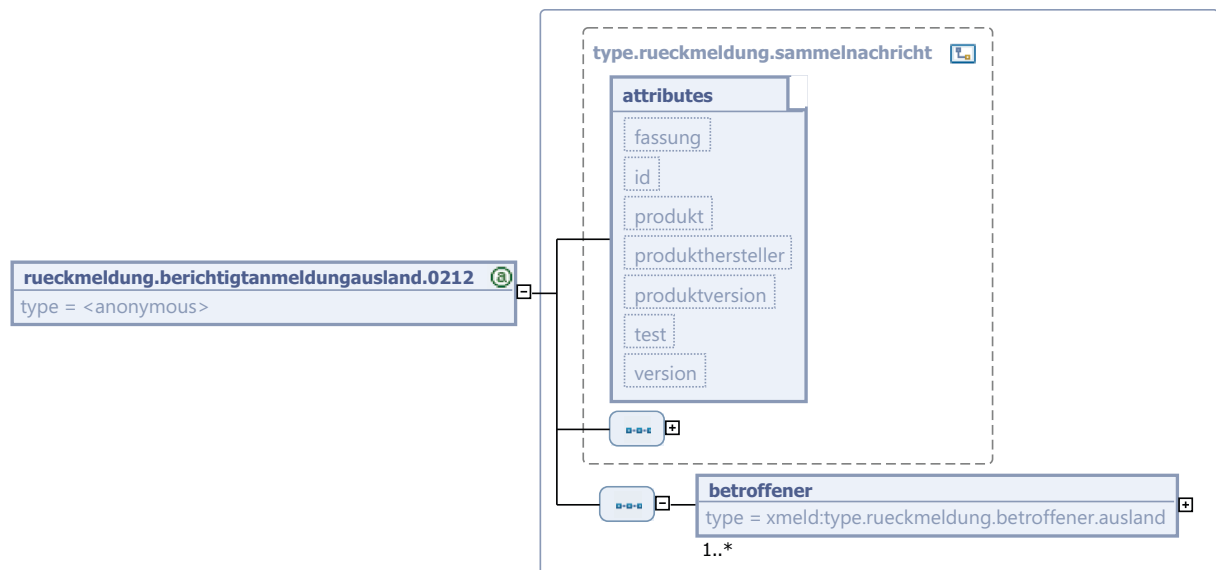 type.rueckmeldung.sammelnachricht
attributes
fassung
id
produkt
produkthersteller
produktversion
test
version
rueckmeldung.berichtigtanmeldungausland.0212 @
type = <anonymous>
betroffener
type = xmeld:type.rueckmeldung.betroffener.ausland
1..*